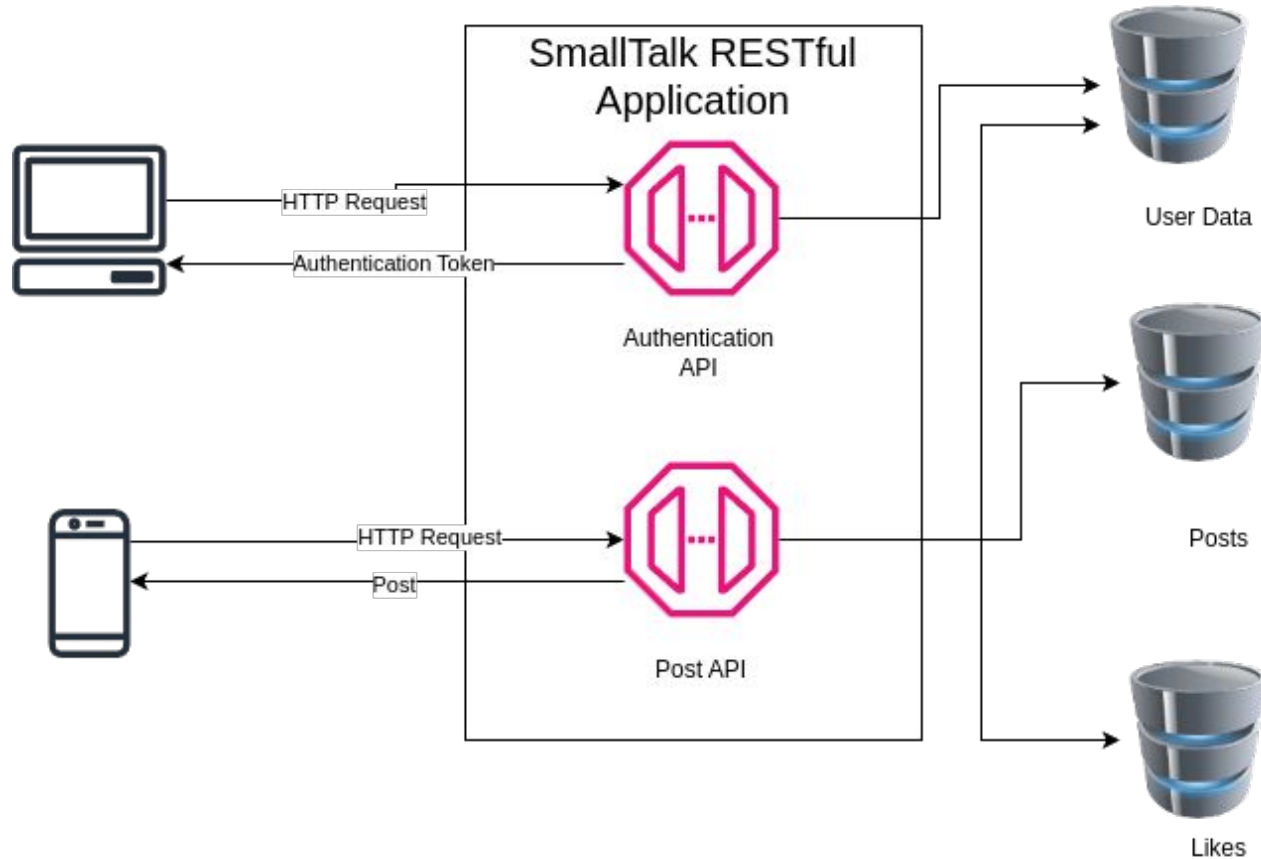 SmallTalk RESTful
Application
HTTP Request
Authentication Token
Authentication
API
User Data
HTTP Request
Post
Post API
Posts
Likes